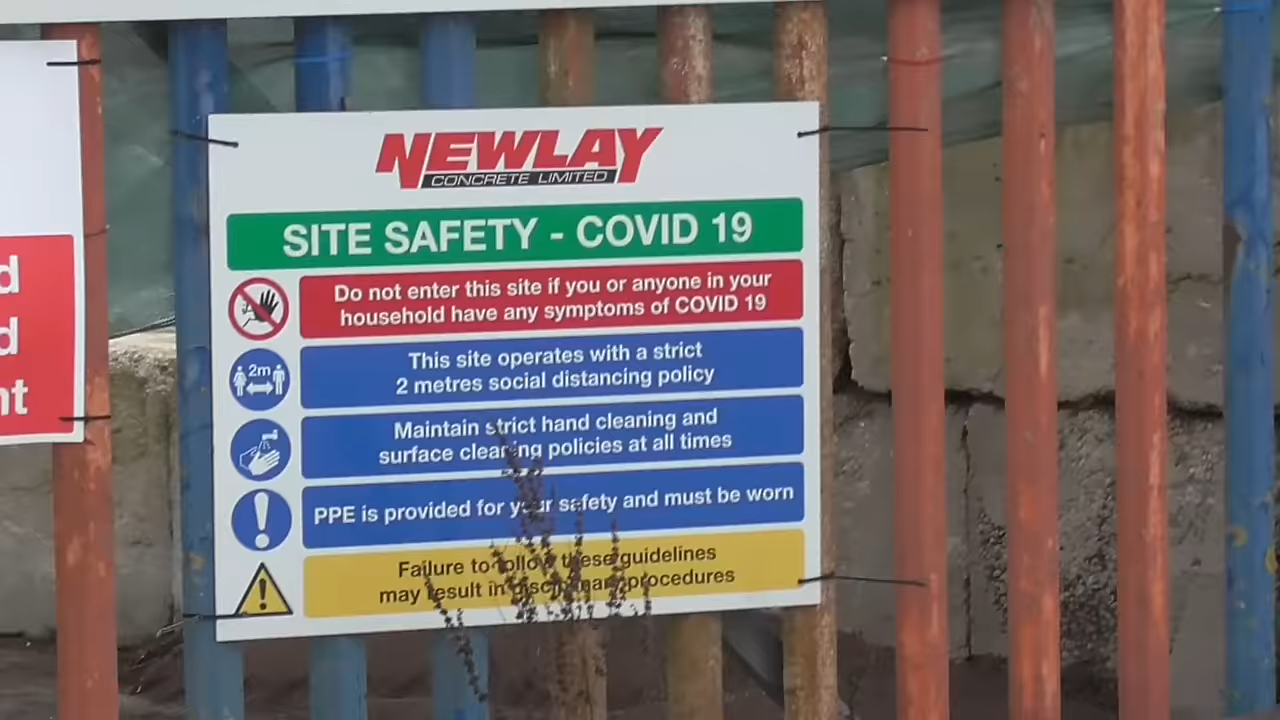 d
d
nt
NEWLAY
CONCRETE LIMITED
SITE SAFETY - COVID 19
Do not enter this site if you or anyone in your
household have any symptoms of COVID 19
2m
This site operates with a strict
2 metres social distancing policy
Maintain strict hand cleaning and
surface cleaning policies at all times
PPE is provided for your safety and must be worn
Failure to follow these guidelines
may result in disciplinary procedures